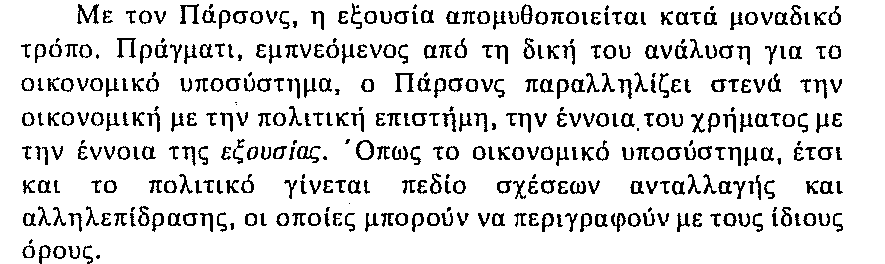 Με τον Πάρσονς, η εξουσία απομυθοποιείται κατά μοναδικό
τρόπο. Πράγματι, εμπνεόμενος από τη δική του ανάλυση για το
οικονομικό υποσύστημα, ο Πάρσονς παραλληλίζει στενά την
οικονομική με την πολιτική επιστήμη, την έννοια του χρήματος με
την έννοια της εξουσίας. Όπως το οικονομικό υποσύστημα, έτσι
και το πολιτικό γίνεται πεδίο σχέσεων ανταλλαγής και
αλληλεπίδρασης, οι οποίες μπορούν να περιγραφούν με τους ίδιους
όρους.